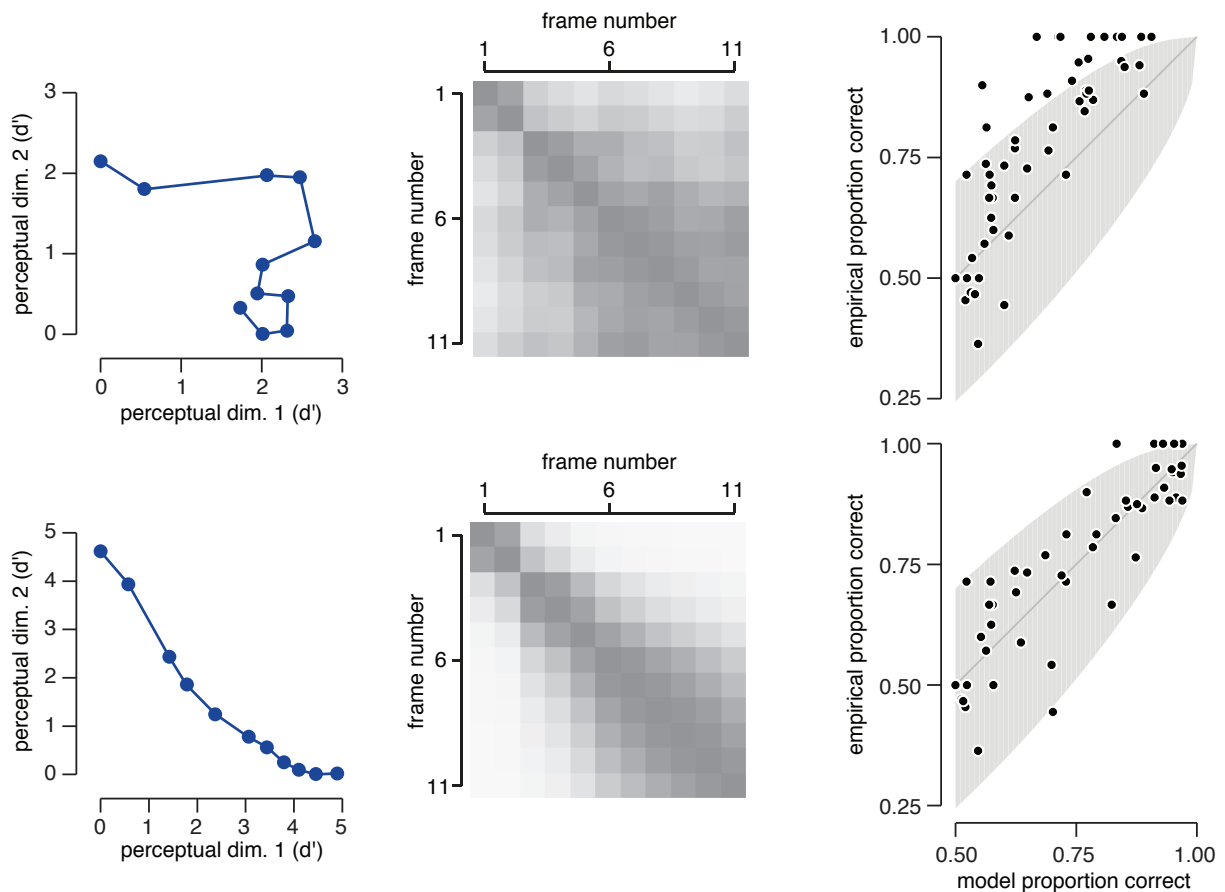 3
2
1
0
perceptual dim. 2 (d')
0 1 2 3
perceptual dim. 1 (d')
frame number
1 6 11
1
6
11
frame number
1.00
0.75
0.50
0.25
empirical proportion correct
5
4
3
2
1
0
perceptual dim. 2 (d')
0 1 2 3 4 5
perceptual dim. 1 (d')
frame number
1 6 11
1
6
11
frame number
1.00
0.75
0.50
0.25
empirical proportion correct
0.50 0.75 1.00
model proportion correct